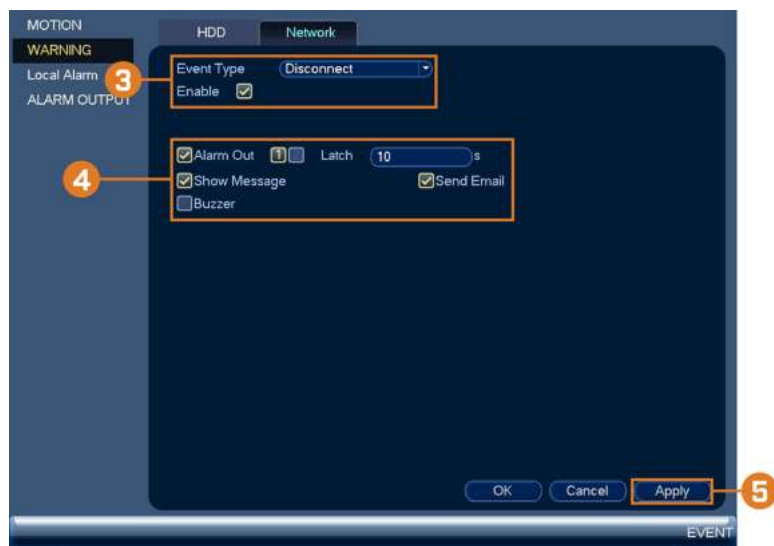 MOTION
WARNING
Local Alarm
ALARM OUTPUT
HDD Network
3
Event Type Disconnect
Enable
4
Alarm Out 1 Latch 10 s
Show Message Send Email
Buzzer
OK Cancel Apply
5
EVENT